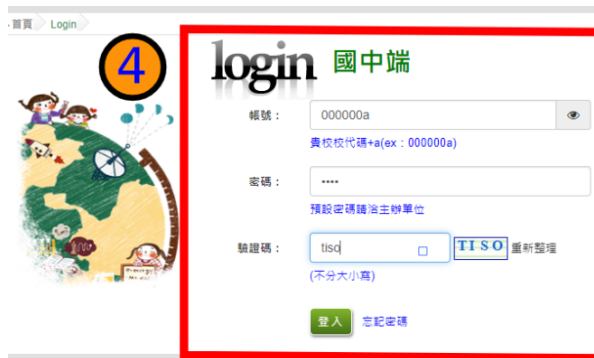 首頁 Login
4
login 國中端
帳號： 000000a
貴校校代碼+a(ex：000000a)
密碼： ····
預設密碼請洽主辦單位
驗證碼： tiso TISO 重新整理
(不分大小寫)
登入 忘記密碼